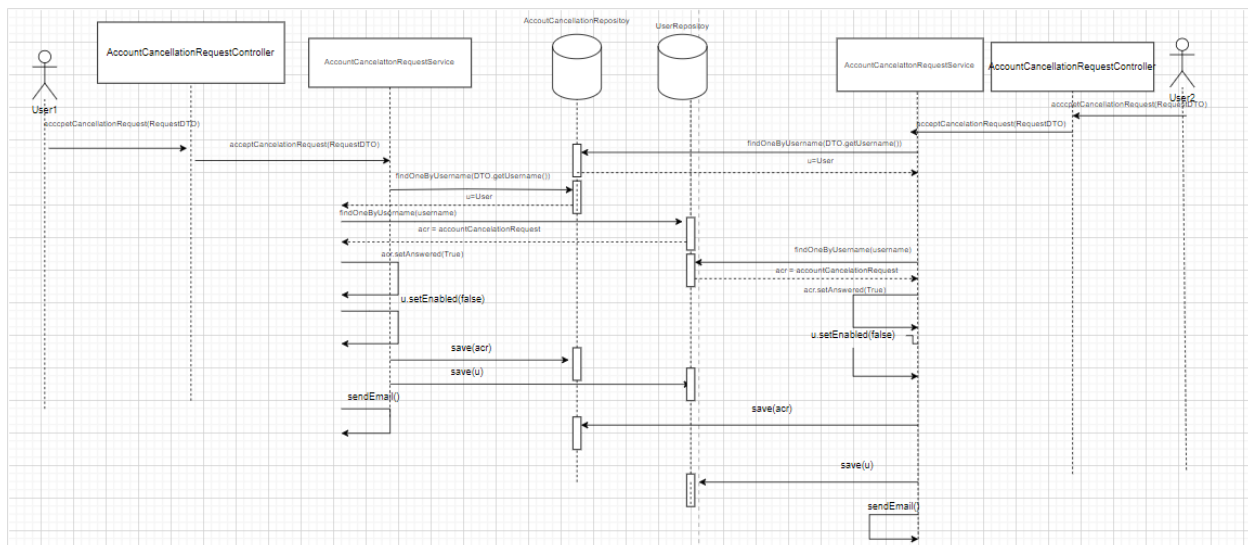 AccoutCancellationRepositoy
UserRepositoy
AccountCancellationRequestController
AccountCancelattonRequestService
AccountCancelattonRequestService
AccountCancellationRequestController
User1
User2
acccpetCancellationRequest(RequestDTO)
acccpetCancellationRequest(RequestDTO)
acceptCancelationRequest(RequestDTO)
acceptCancelationRequest(RequestDTO)
findOneByUsername(DTO.getUsername())
u=User
findOneByUsername(DTO.getUsername())
u=User
findOneByUsername(username)
acr = accountCancelationRequest
findOneByUsername(username)
acr.setAnswered(True)
acr = accountCancelationRequest
acr.setAnswered(True)
u.setEnabled(false)
u.setEnabled(false)
save(acr)
save(u)
sendEmail()
save(acr)
save(u)
sendEmail()